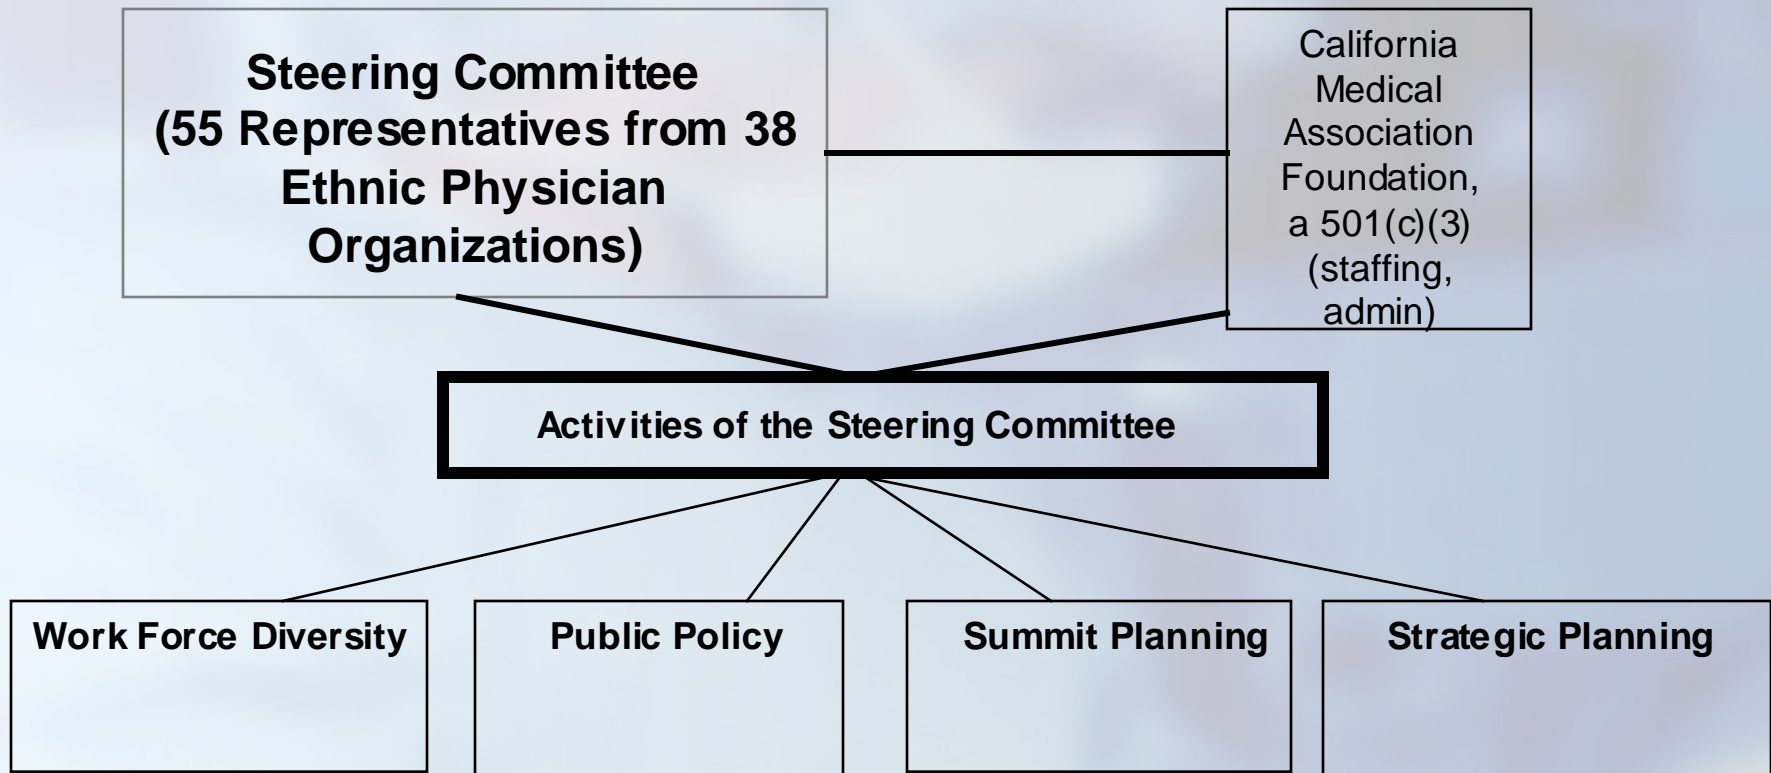 Steering Committee
(55 Representatives from 38
Ethnic Physician
Organizations)
California
Medical
Association
Foundation,
a 501(c)(3)
(staffing,
admin)
Activities of the Steering Committee
Work Force Diversity
Public Policy
Summit Planning
Strategic Planning